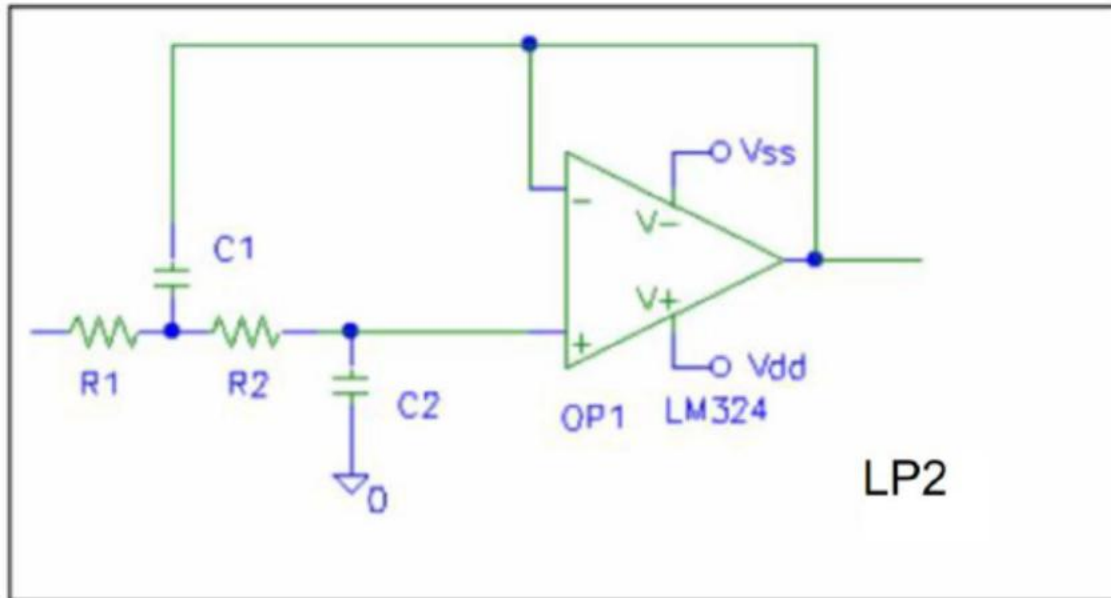 Vss
-
V-
C1
V+
+
R1
R2
C2
Vdd
OP1
LM324
LP2
0